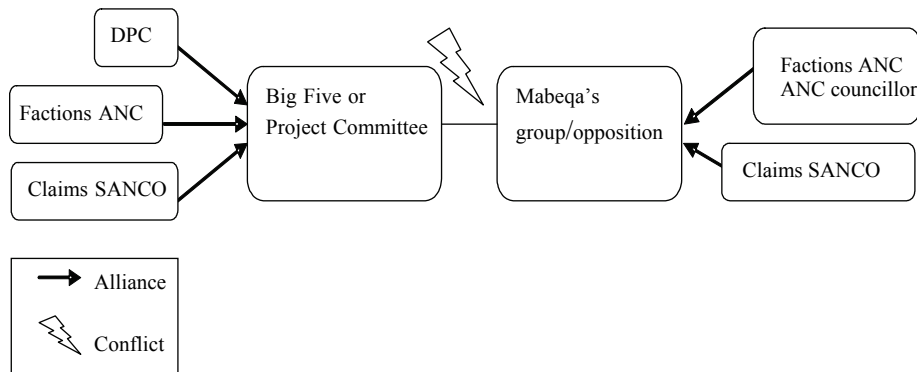 DPC
Factions ANC
Claims SANCO
Big Five or
Project Committee
Mabeqa’s
group/opposition
Factions ANC
ANC councillor
Claims SANCO
Alliance
Conflict